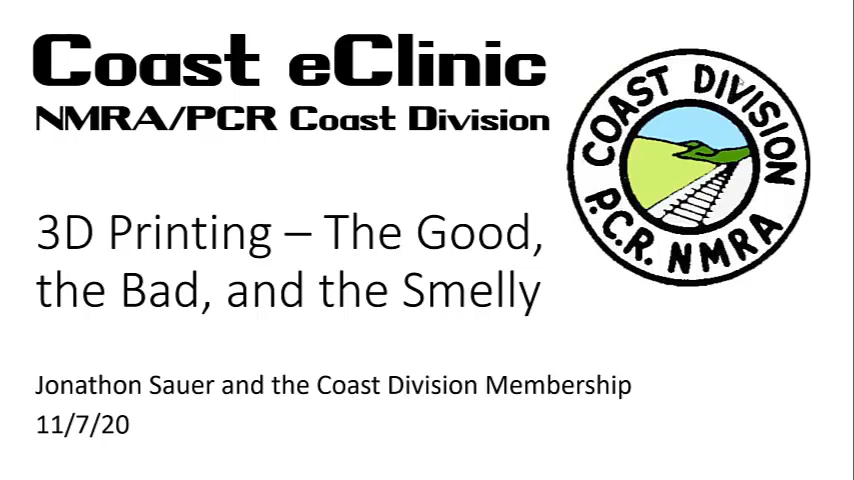 Coast eClinic
NMRA/PCR Coast Division
COAST DIVISION
P.C.R. NMRA
3D Printing – The Good,
the Bad, and the Smelly
Jonathon Sauer and the Coast Division Membership
11/7/20